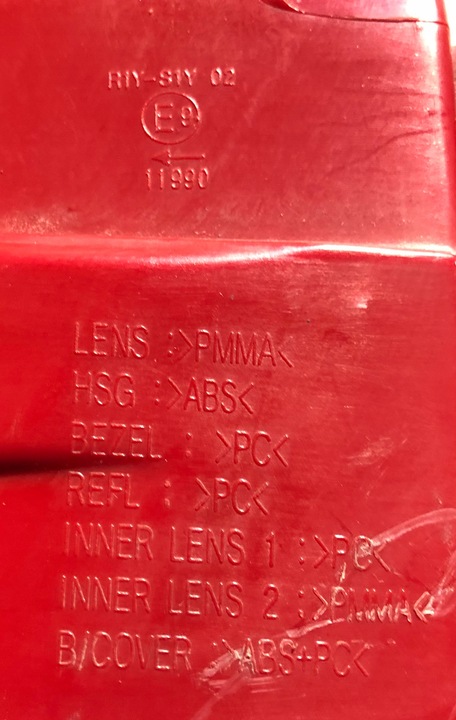 R1Y-S1Y 02
E9
11990
LENS :>PMMA<
HSG :>ABS<
BEZEL : >PC<
REFL : >PC<
INNER LENS 1 :>PC<
INNER LENS 2 :>PMMA<
B/COVER :>ABS+PC<